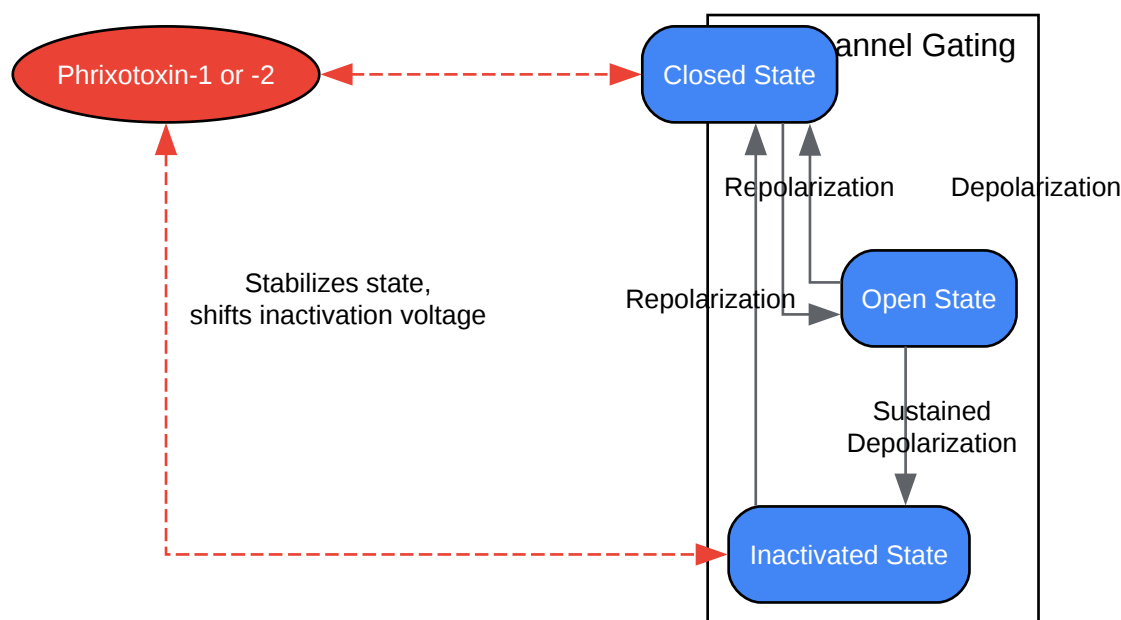 annel Gating
Phrixotoxin-1 or -2
Closed State
Repolarization
Depolarization
Stabilizes state,
shifts inactivation voltage
Repolarization
Open State
Sustained
Depolarization
Inactivated State